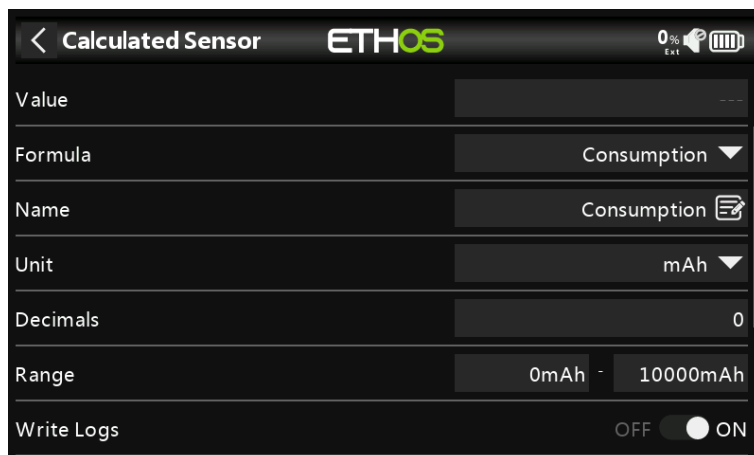 Calculated Sensor ETHOS 0% Ext
Value ---
Formula Consumption
Name Consumption
Unit mAh
Decimals 0
Range 0mAh - 10000mAh
Write Logs OFF ON